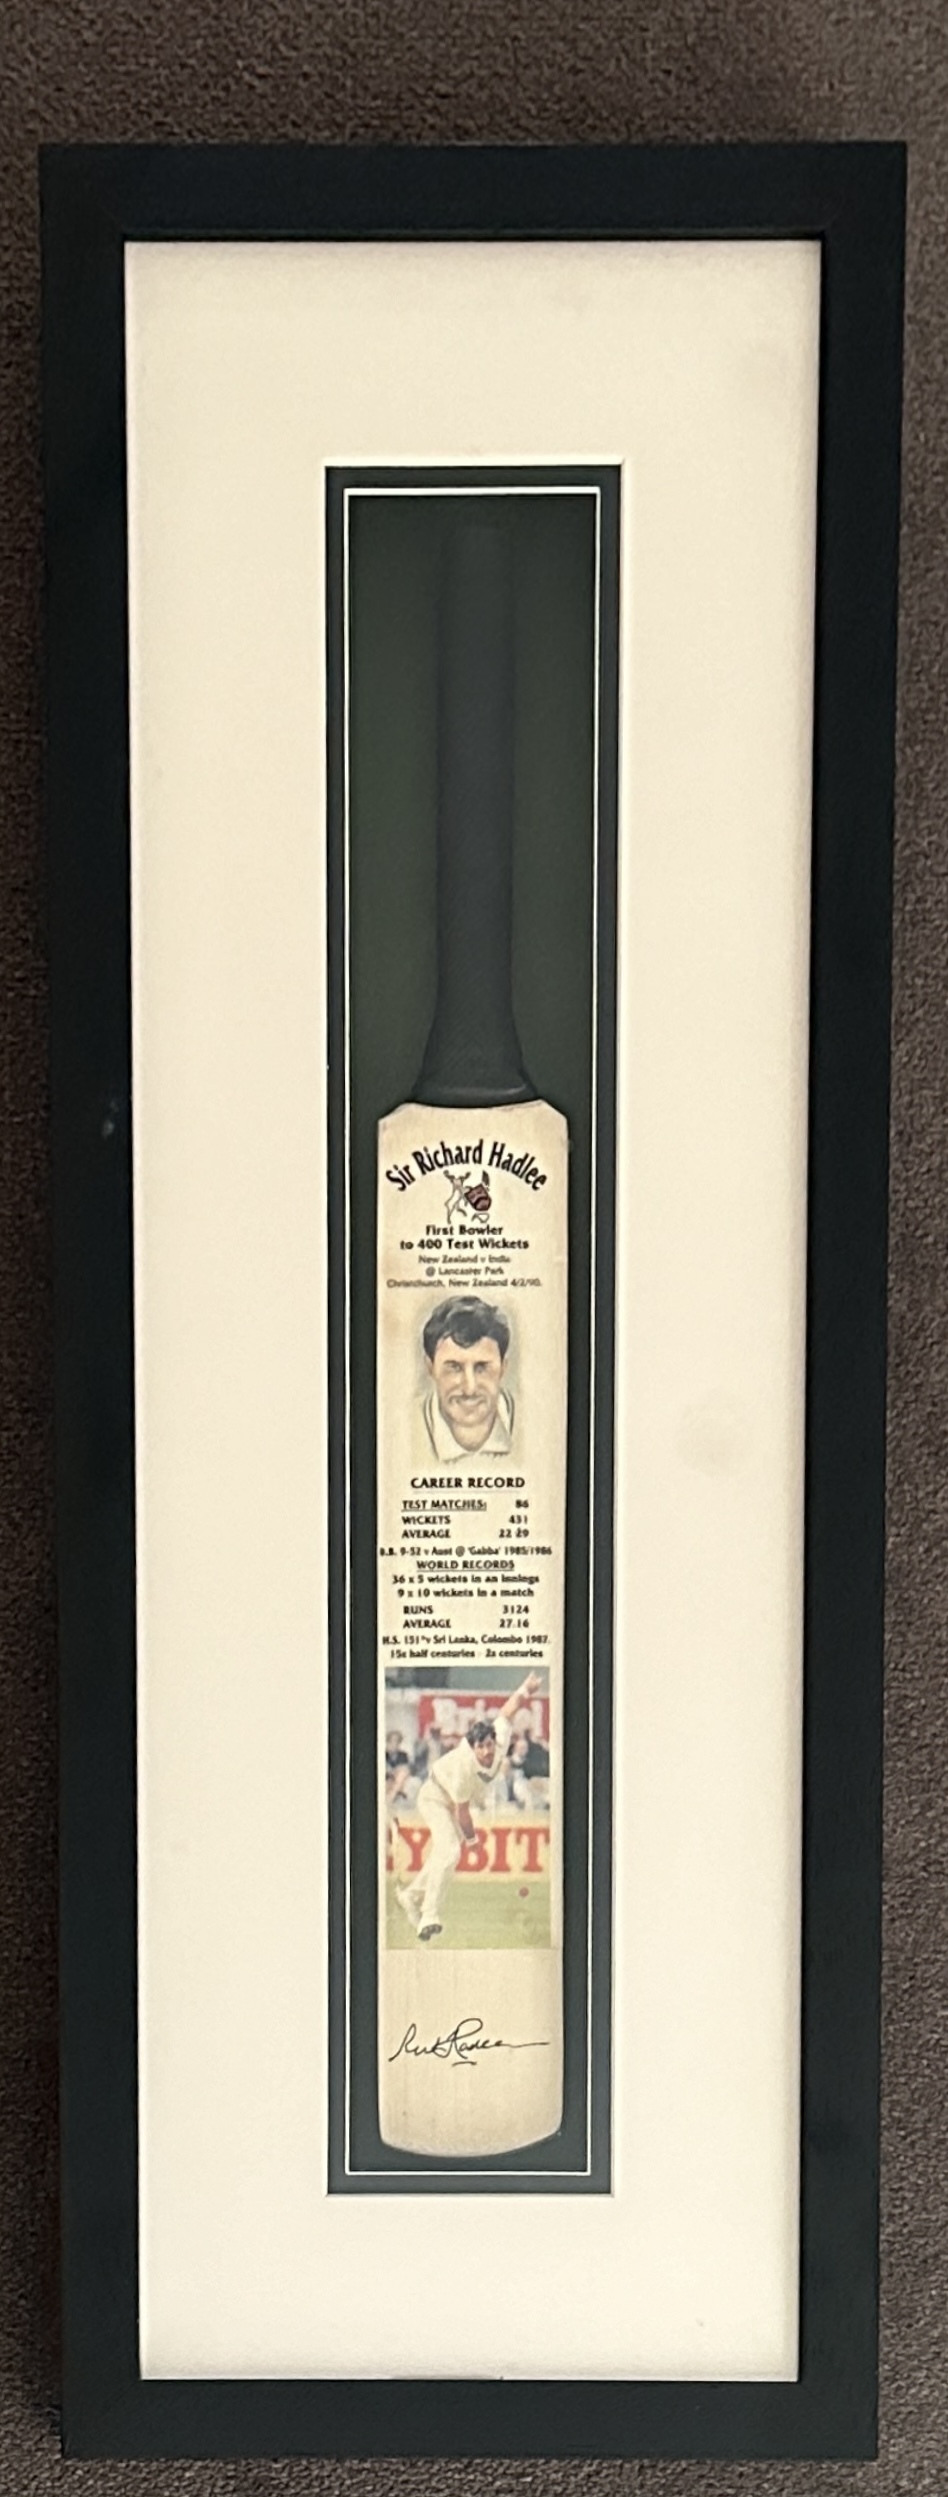 Sir Richard Hadlee
First Bowler
to 400 Test Wickets
New Zealand v India
@ Lancaster Park
Christchurch, New Zealand 4/2/90.
CAREER RECORD
TEST MATCHES: 86
WICKETS 431
AVERAGE 22·29
B.B. 9-52 v Aust @ 'Gabba' 1985/1986
WORLD RECORDS
36 x 5 wickets in an innings
9 x 10 wickets in a match
RUNS 3124
AVERAGE 27.16
H.S. 151* v Sri Lanka, Colombo 1987.
15x half centuries 2x centuries
EY BIT